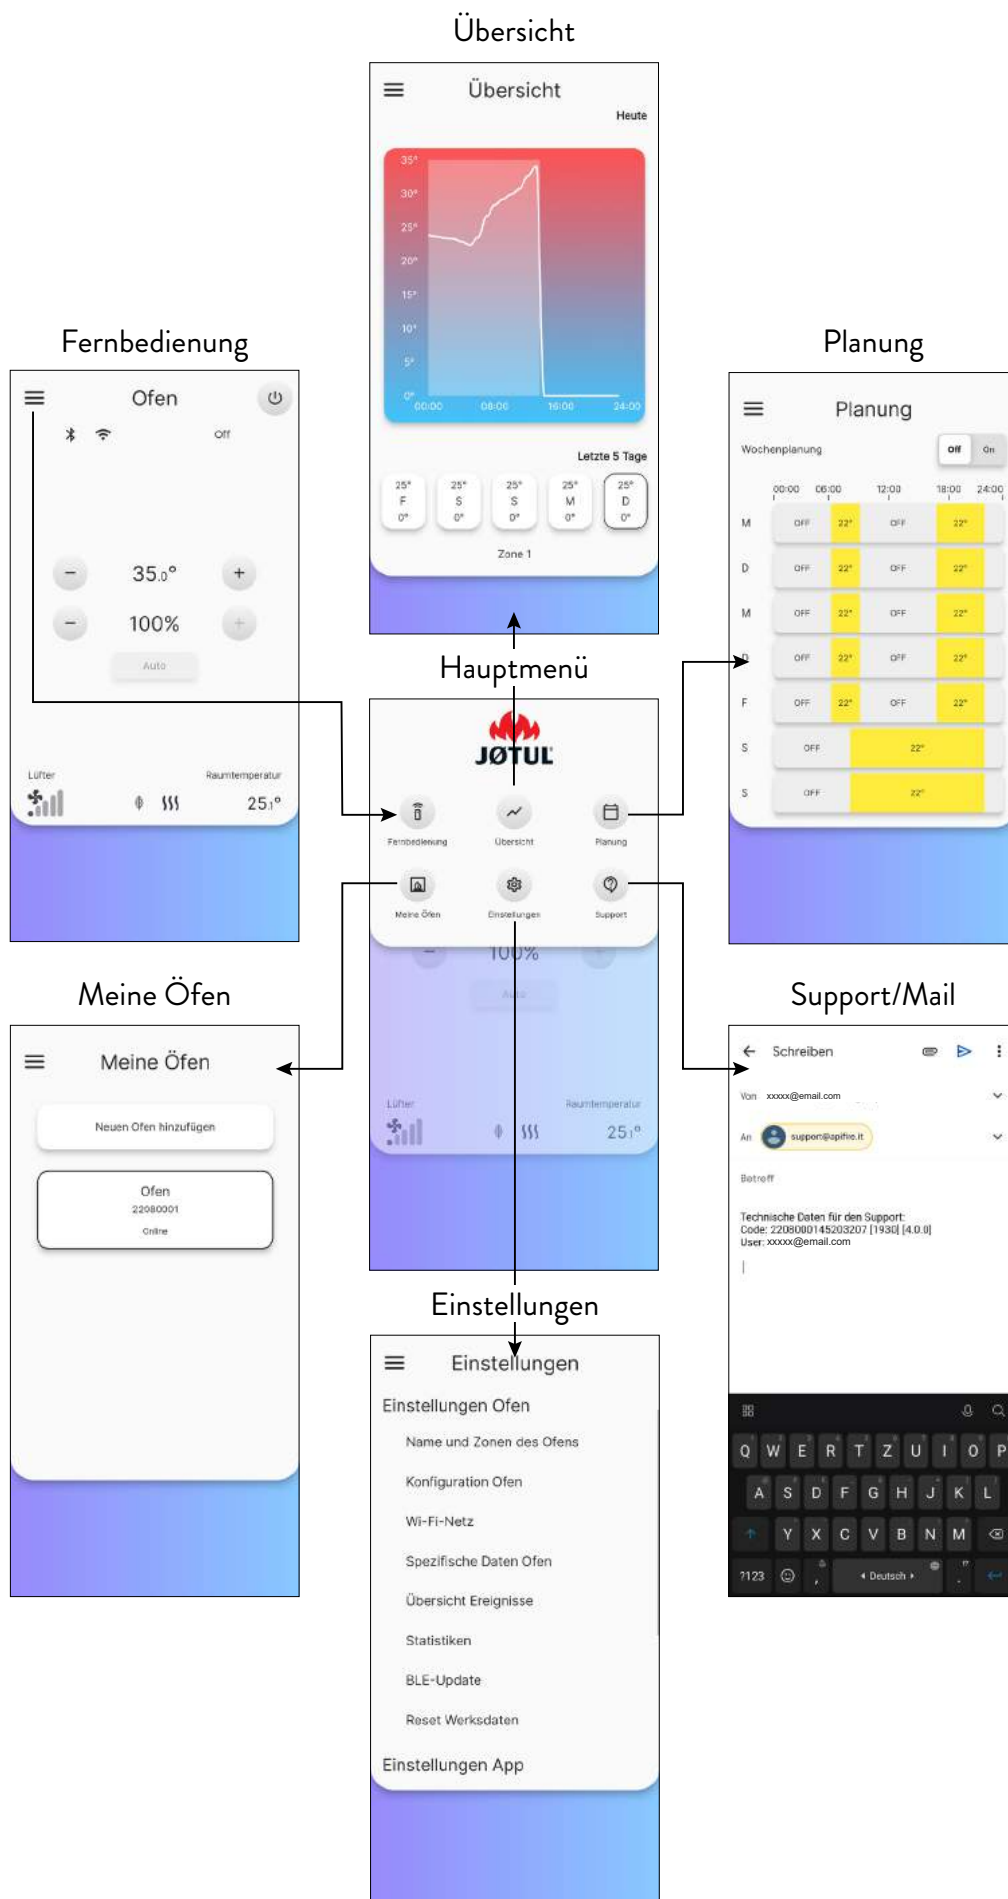 Übersicht
Übersicht
Heute
35°
30°
25°
20°
15°
10°
5°
0°
00:00 08:00 16:00 24:00
Letzte 5 Tage
25° 25° 25° 25° 25°
F S S M D
0° 0° 0° 0° 0°
Zone 1
Fernbedienung
Ofen
Off
35.0°
100%
Auto
Lüfter Raumtemperatur
25.1°
Planung
Planung
Wochenplanung Off On
00:00 06:00 12:00 18:00 24:00
M OFF 22° OFF 22°
D OFF 22° OFF 22°
M OFF 22° OFF 22°
D OFF 22° OFF 22°
F OFF 22° OFF 22°
S OFF 22°
S OFF 22°
Hauptmenü
JØTUL
Fernbedienung Übersicht Planung
Meine Öfen Einstellungen Support
100%
Auto
Lüfter Raumtemperatur
25.1°
Meine Öfen
Meine Öfen
Neuen Ofen hinzufügen
Ofen
22080001
Online
Support/Mail
Schreiben
Von xxxxx@email.com
An support@apifire.it
Betreff
Technische Daten für den Support:
Code: 2208000145203207 [1930] [4.0.0]
User: xxxxx@email.com
Q W E R T Z U I O P
A S D F G H J K L
Y X C V B N M
?123 , Deutsch .
Einstellungen
Einstellungen
Einstellungen Ofen
Name und Zonen des Ofens
Konfiguration Ofen
Wi-Fi-Netz
Spezifische Daten Ofen
Übersicht Ereignisse
Statistiken
BLE-Update
Reset Werksdaten
Einstellungen App